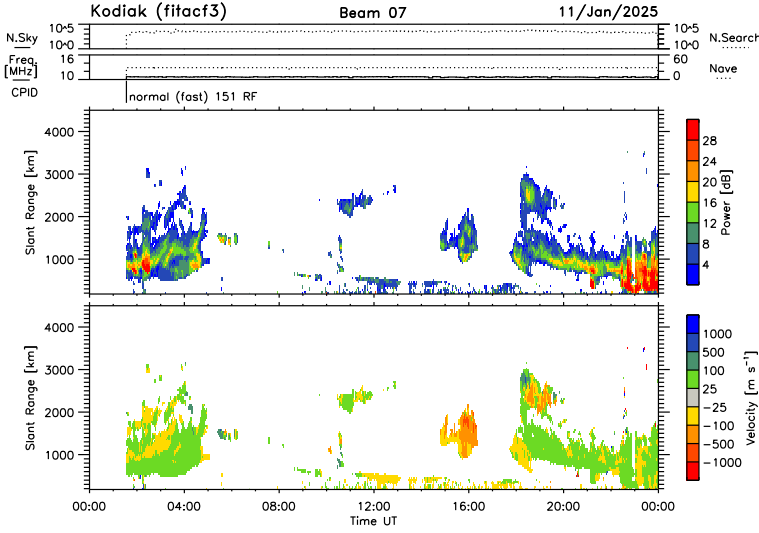 Kodiak (fitacf3) Beam 07 11/Jan/2025
N.Sky 10^5 10^0 10^5 10^0 N.Search
Freq. [MHz] 16 10 60 0 Nave
CPID normal (fast) 151 RF
Slant Range [km]
4000
3000
2000
1000
28
24
20
16
12
8
4
Power [dB]
Slant Range [km]
4000
3000
2000
1000
1000
500
100
25
−25
−100
−500
−1000
Velocity [m s⁻¹]
00:00 04:00 08:00 12:00 16:00 20:00 00:00
Time UT